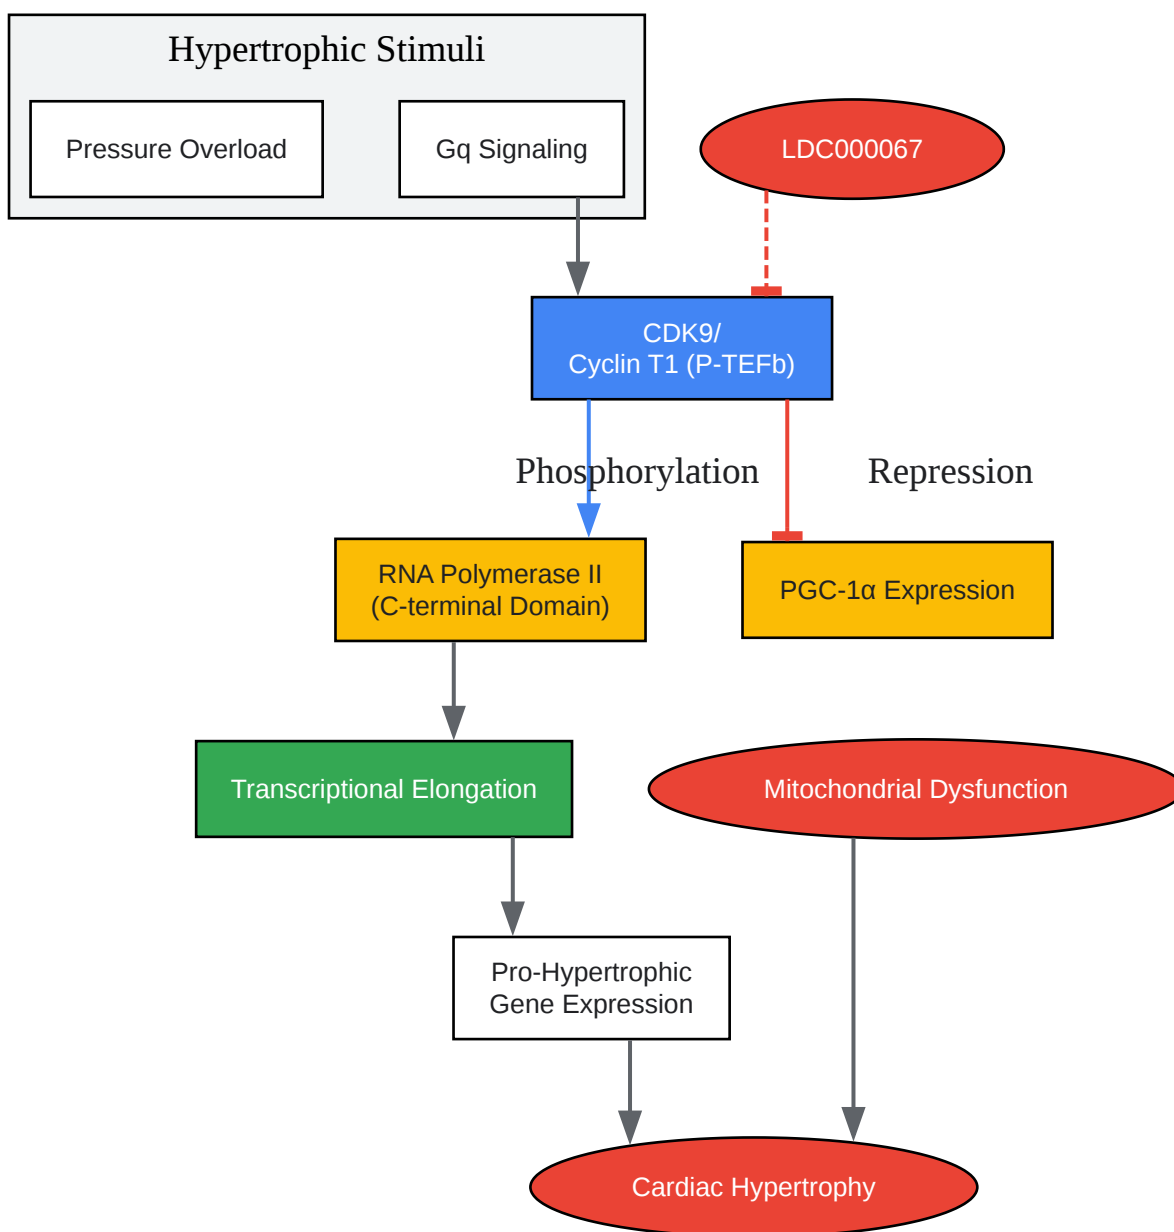 Hypertrophic Stimuli
Pressure Overload
Gq Signaling
LDC000067
CDK9/
Cyclin T1 (P-TEFb)
Phosphorylation
Repression
RNA Polymerase II
(C-terminal Domain)
PGC-1α Expression
Transcriptional Elongation
Mitochondrial Dysfunction
Pro-Hypertrophic
Gene Expression
Cardiac Hypertrophy